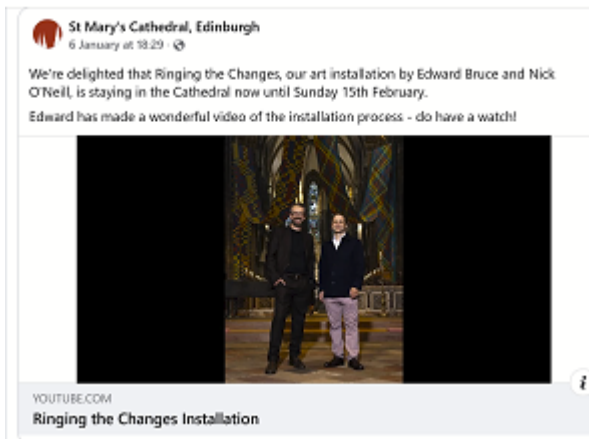 St Mary's Cathedral, Edinburgh
6 January at 18:29 ·
We're delighted that Ringing the Changes, our art installation by Edward Bruce and Nick
O'Neill, is staying in the Cathedral now until Sunday 15th February.
Edward has made a wonderful video of the installation process - do have a watch!
i
YOUTUBE.COM
Ringing the Changes Installation